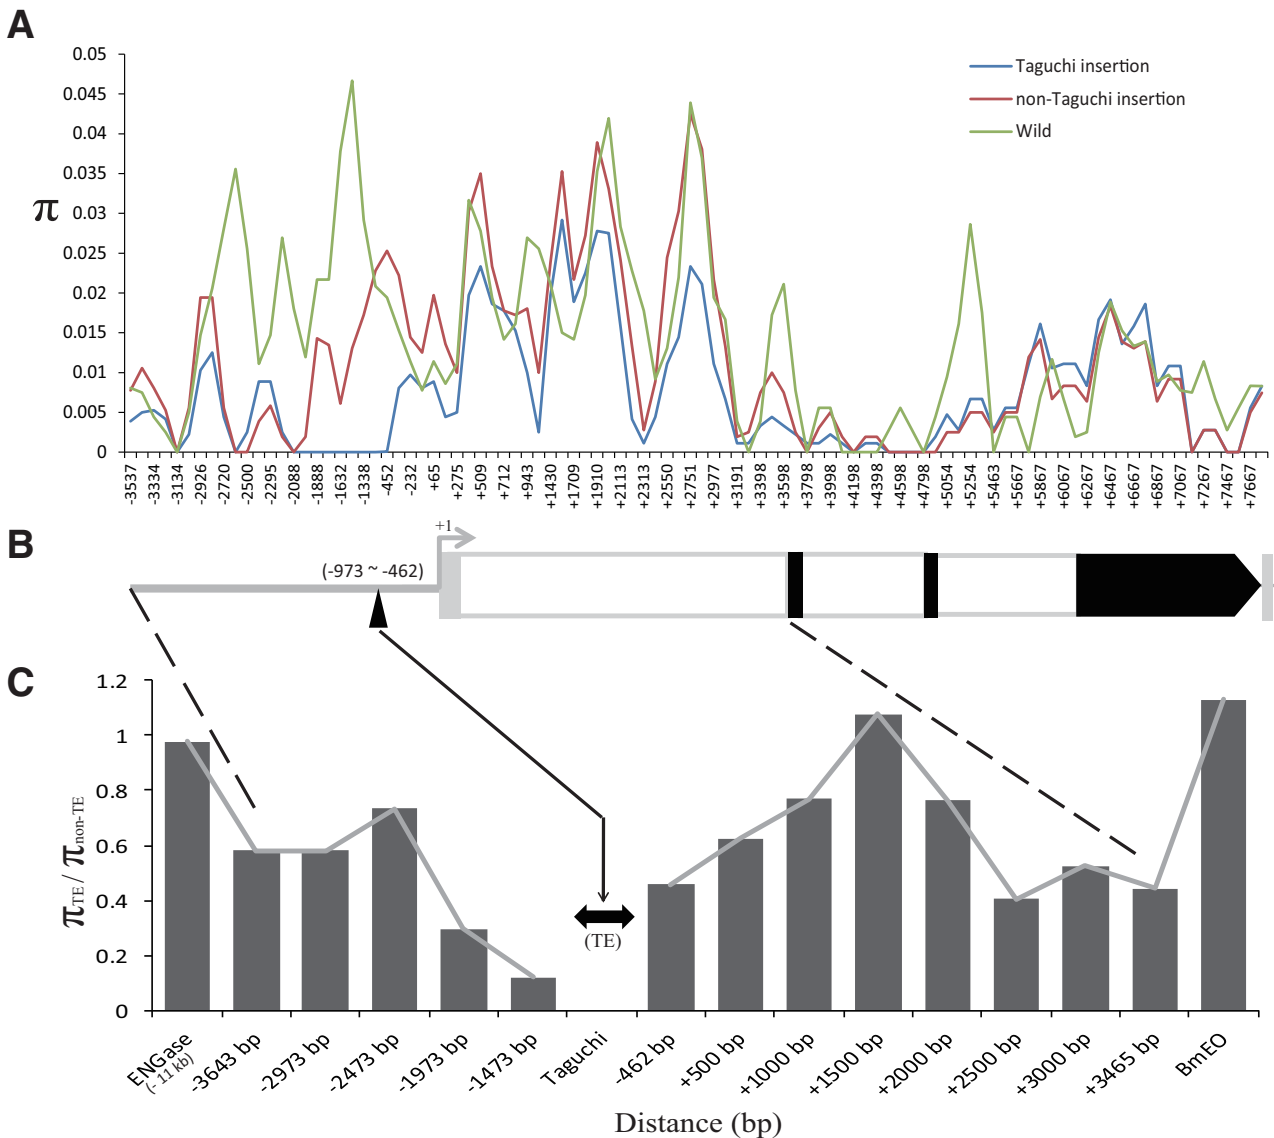 A
0.05
0.045
0.04
0.035
0.03
0.025
0.02
0.015
0.01
0.005
0
π
Taguchi insertion
non-Taguchi insertion
Wild
-3537 -3334 -3134 -2926 -2720 -2500 -2295 -2088 -1888 -1632 -1338 -452 -232 +65 +275 +509 +712 +943 +1430 +1709 +1910 +2113 +2313 +2550 +2751 +2977 +3191 +3398 +3598 +3798 +3998 +4198 +4398 +4598 +4798 +5054 +5254 +5463 +5667 +5867 +6067 +6267 +6467 +6667 +6867 +7067 +7267 +7467 +7667
B
+1
(-973 ~ -462)
C
1.2
1
0.8
0.6
0.4
0.2
0
πTE / πnon-TE
(TE)
ENGase -3643 bp -2973 bp -2473 bp -1973 bp -1473 bp Taguchi -462 bp +500 bp +1000 bp +1500 bp +2000 bp +2500 bp +3000 bp +3465 bp BmEO
(- 11 kb)
Distance (bp)